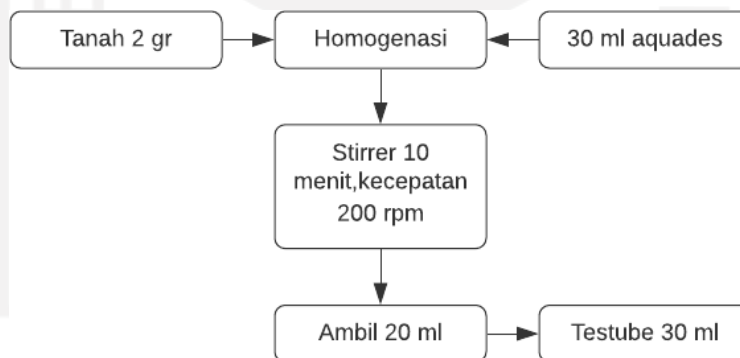 Tanah 2 gr
Homogenasi
30 ml aquades
Stirrer 10
menit,kecepatan
200 rpm
Ambil 20 ml
Testube 30 ml